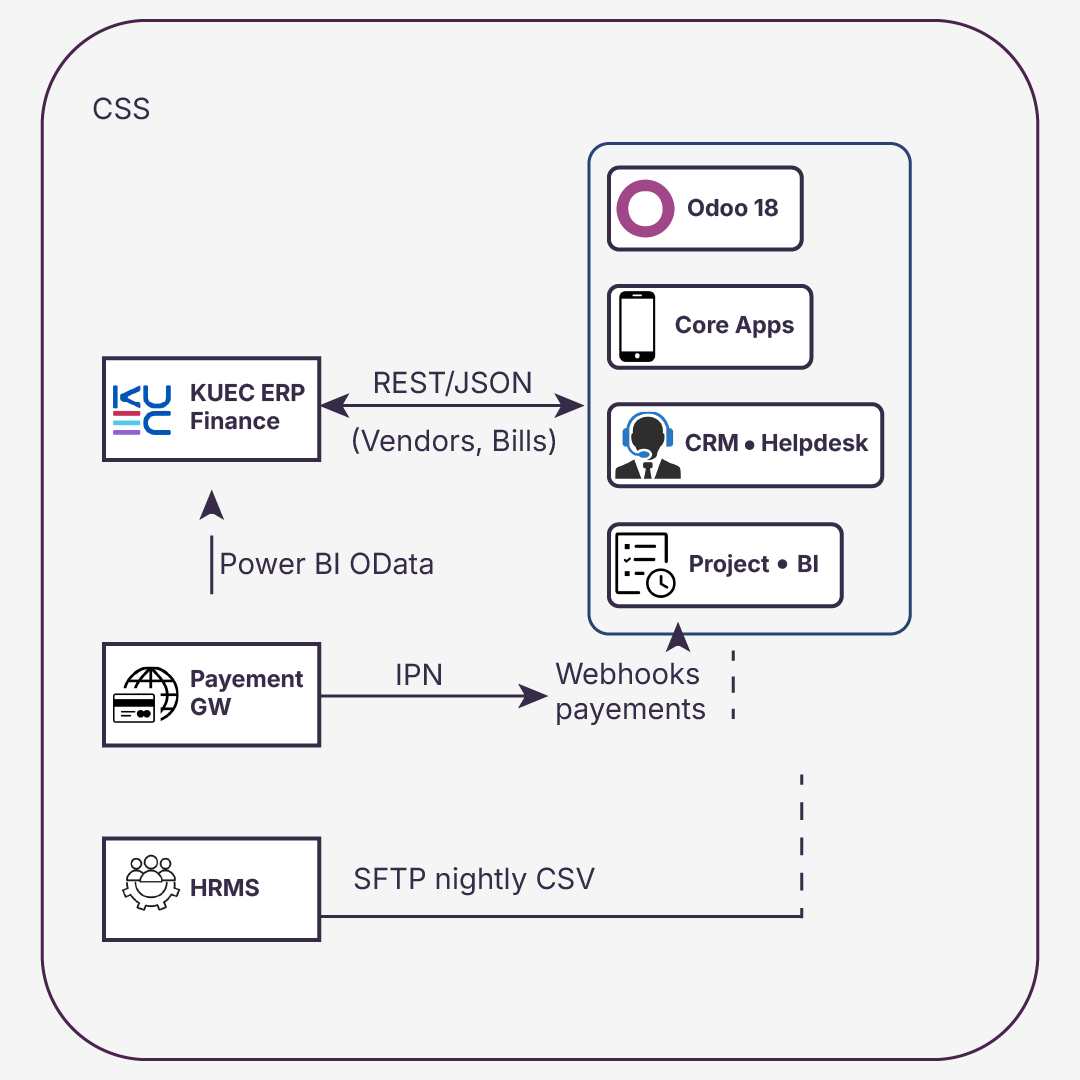 CSS
Odoo 18
Core Apps
KUEC
KUEC ERP
Finance
REST/JSON
(Vendors, Bills)
CRM • Helpdesk
Power BI OData
Project • BI
Payement
GW
IPN
Webhooks
payements
HRMS
SFTP nightly CSV